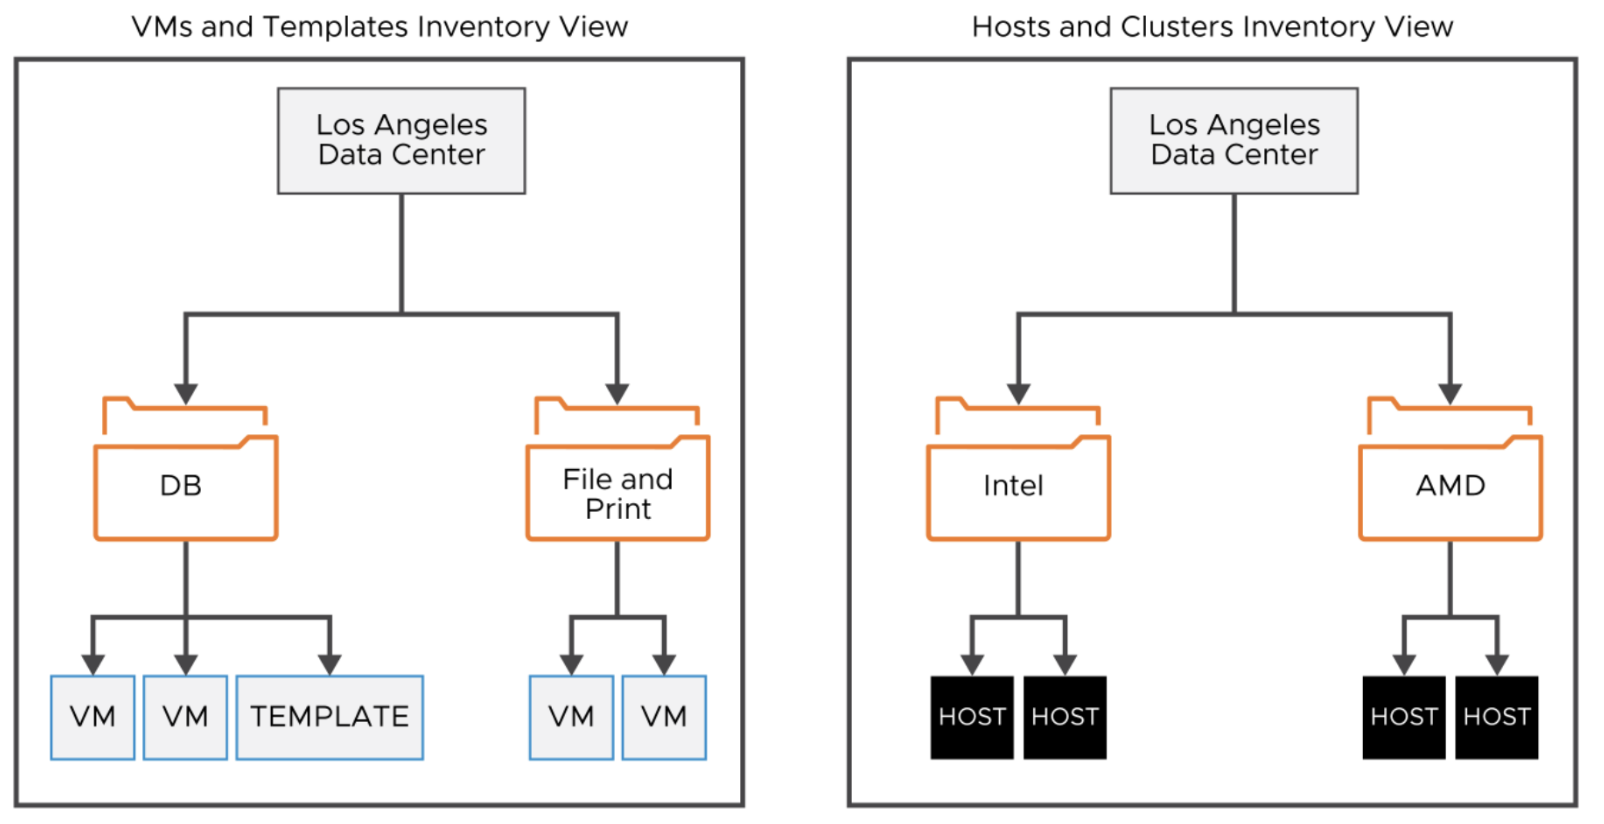 VMs and Templates Inventory View
Los Angeles
Data Center
DB
File and
Print
VM
VM
TEMPLATE
VM
VM
Hosts and Clusters Inventory View
Los Angeles
Data Center
Intel
AMD
HOST
HOST
HOST
HOST